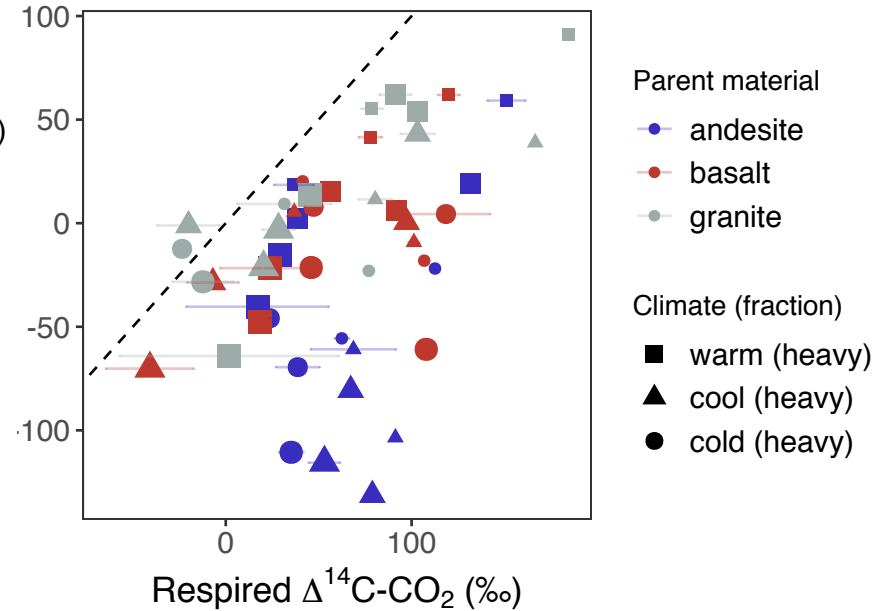 100
50
0
-50
-100
)
0
100
Respired Δ¹⁴C-CO₂ (‰)
Parent material
andesite
basalt
granite
Climate (fraction)
warm (heavy)
cool (heavy)
cold (heavy)